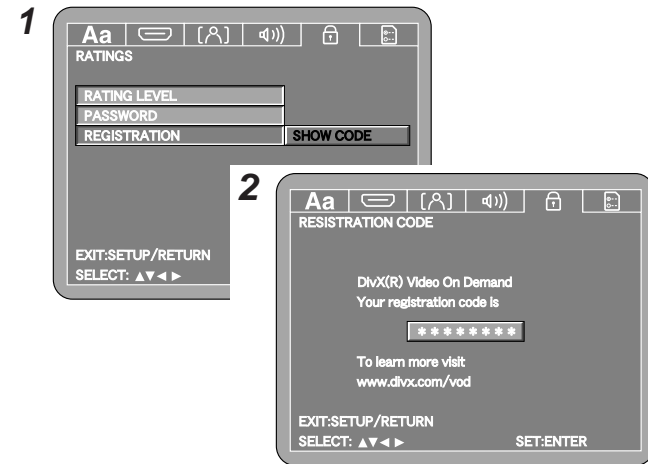 1
Aa
RATINGS
RATING LEVEL
PASSWORD
REGISTRATION SHOW CODE
EXIT:SETUP/RETURN
SELECT: ▲▼◄ ►
2
Aa
RESISTRATION CODE
DivX(R) Video On Demand
Your registration code is
* * * * * * * *
To learn more visit
www.divx.com/vod
EXIT:SETUP/RETURN
SELECT: ▲▼◄ ► SET:ENTER